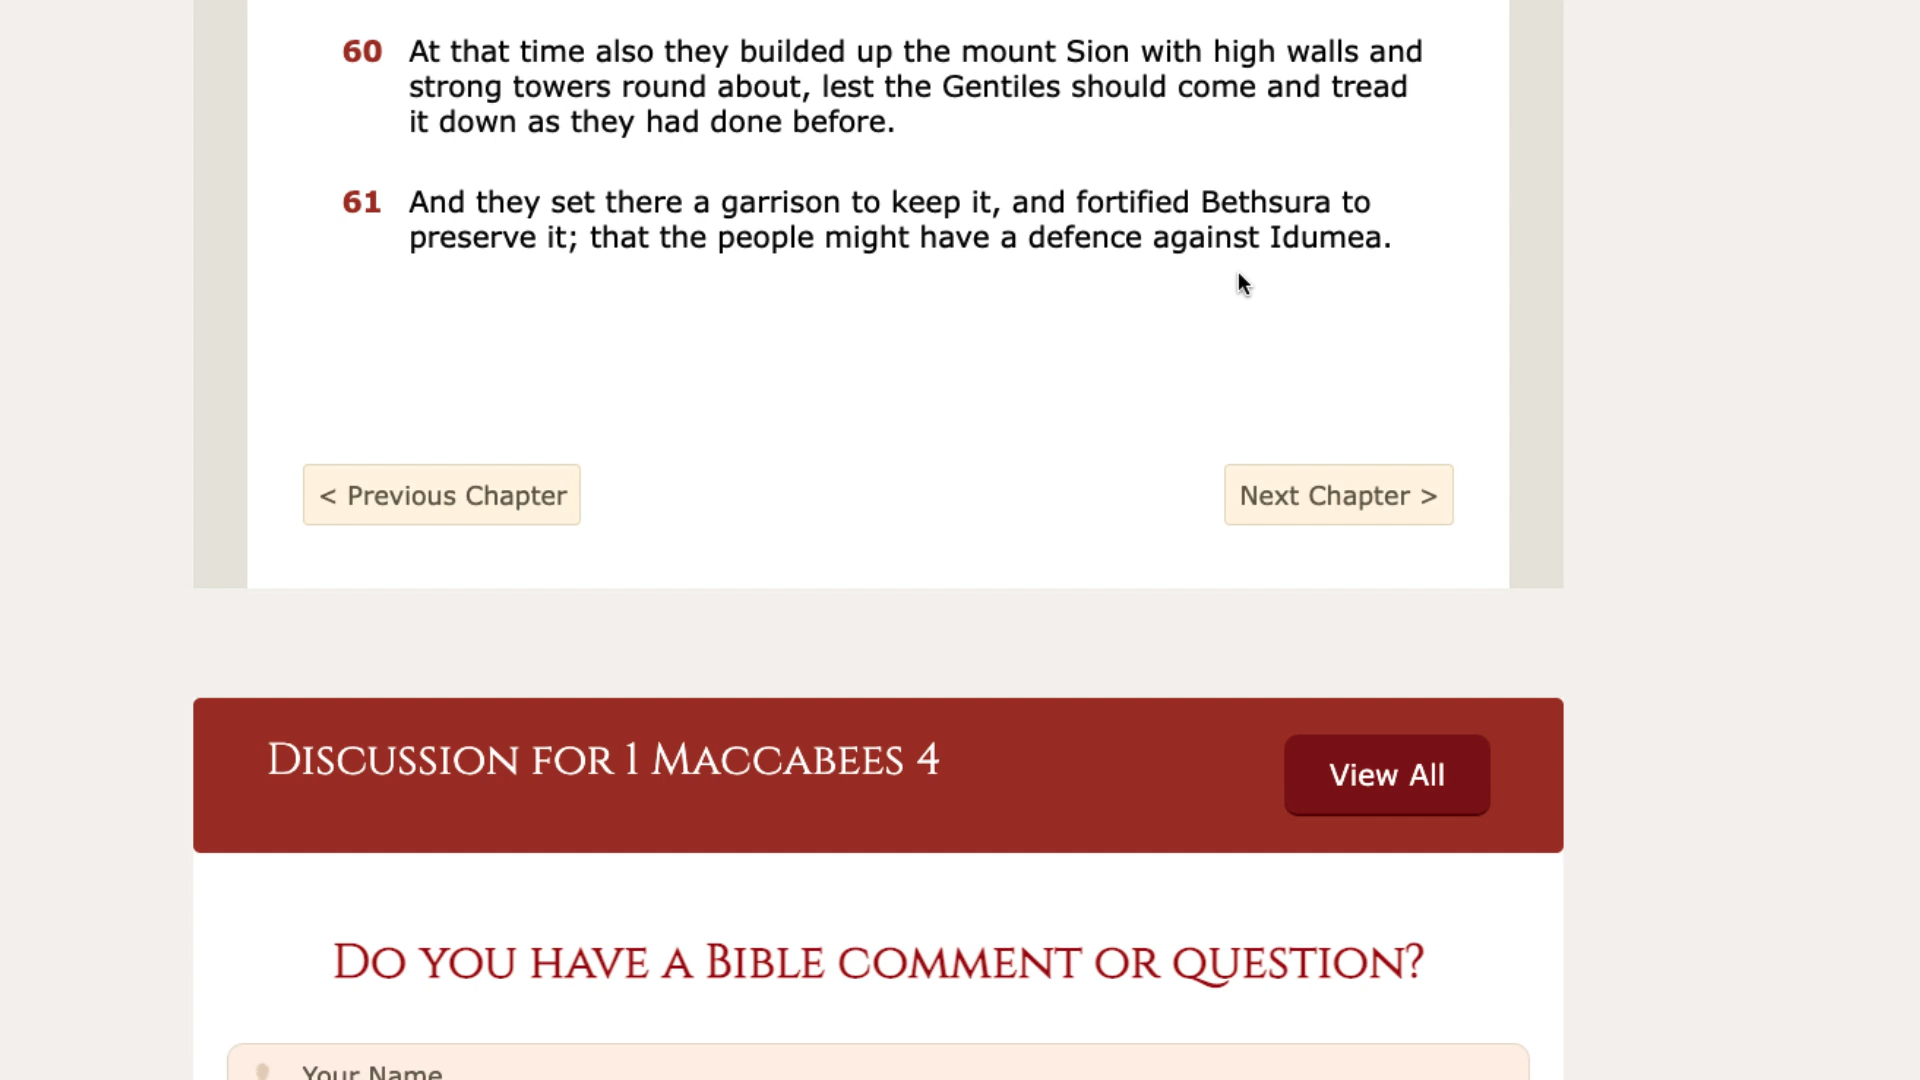 60 At that time also they builded up the mount Sion with high walls and
strong towers round about, lest the Gentiles should come and tread
it down as they had done before.
61 And they set there a garrison to keep it, and fortified Bethsura to
preserve it; that the people might have a defence against Idumea.
< Previous Chapter
Next Chapter >
Discussion for 1 Maccabees 4
View All
Do you have a Bible comment or question?
Your Name